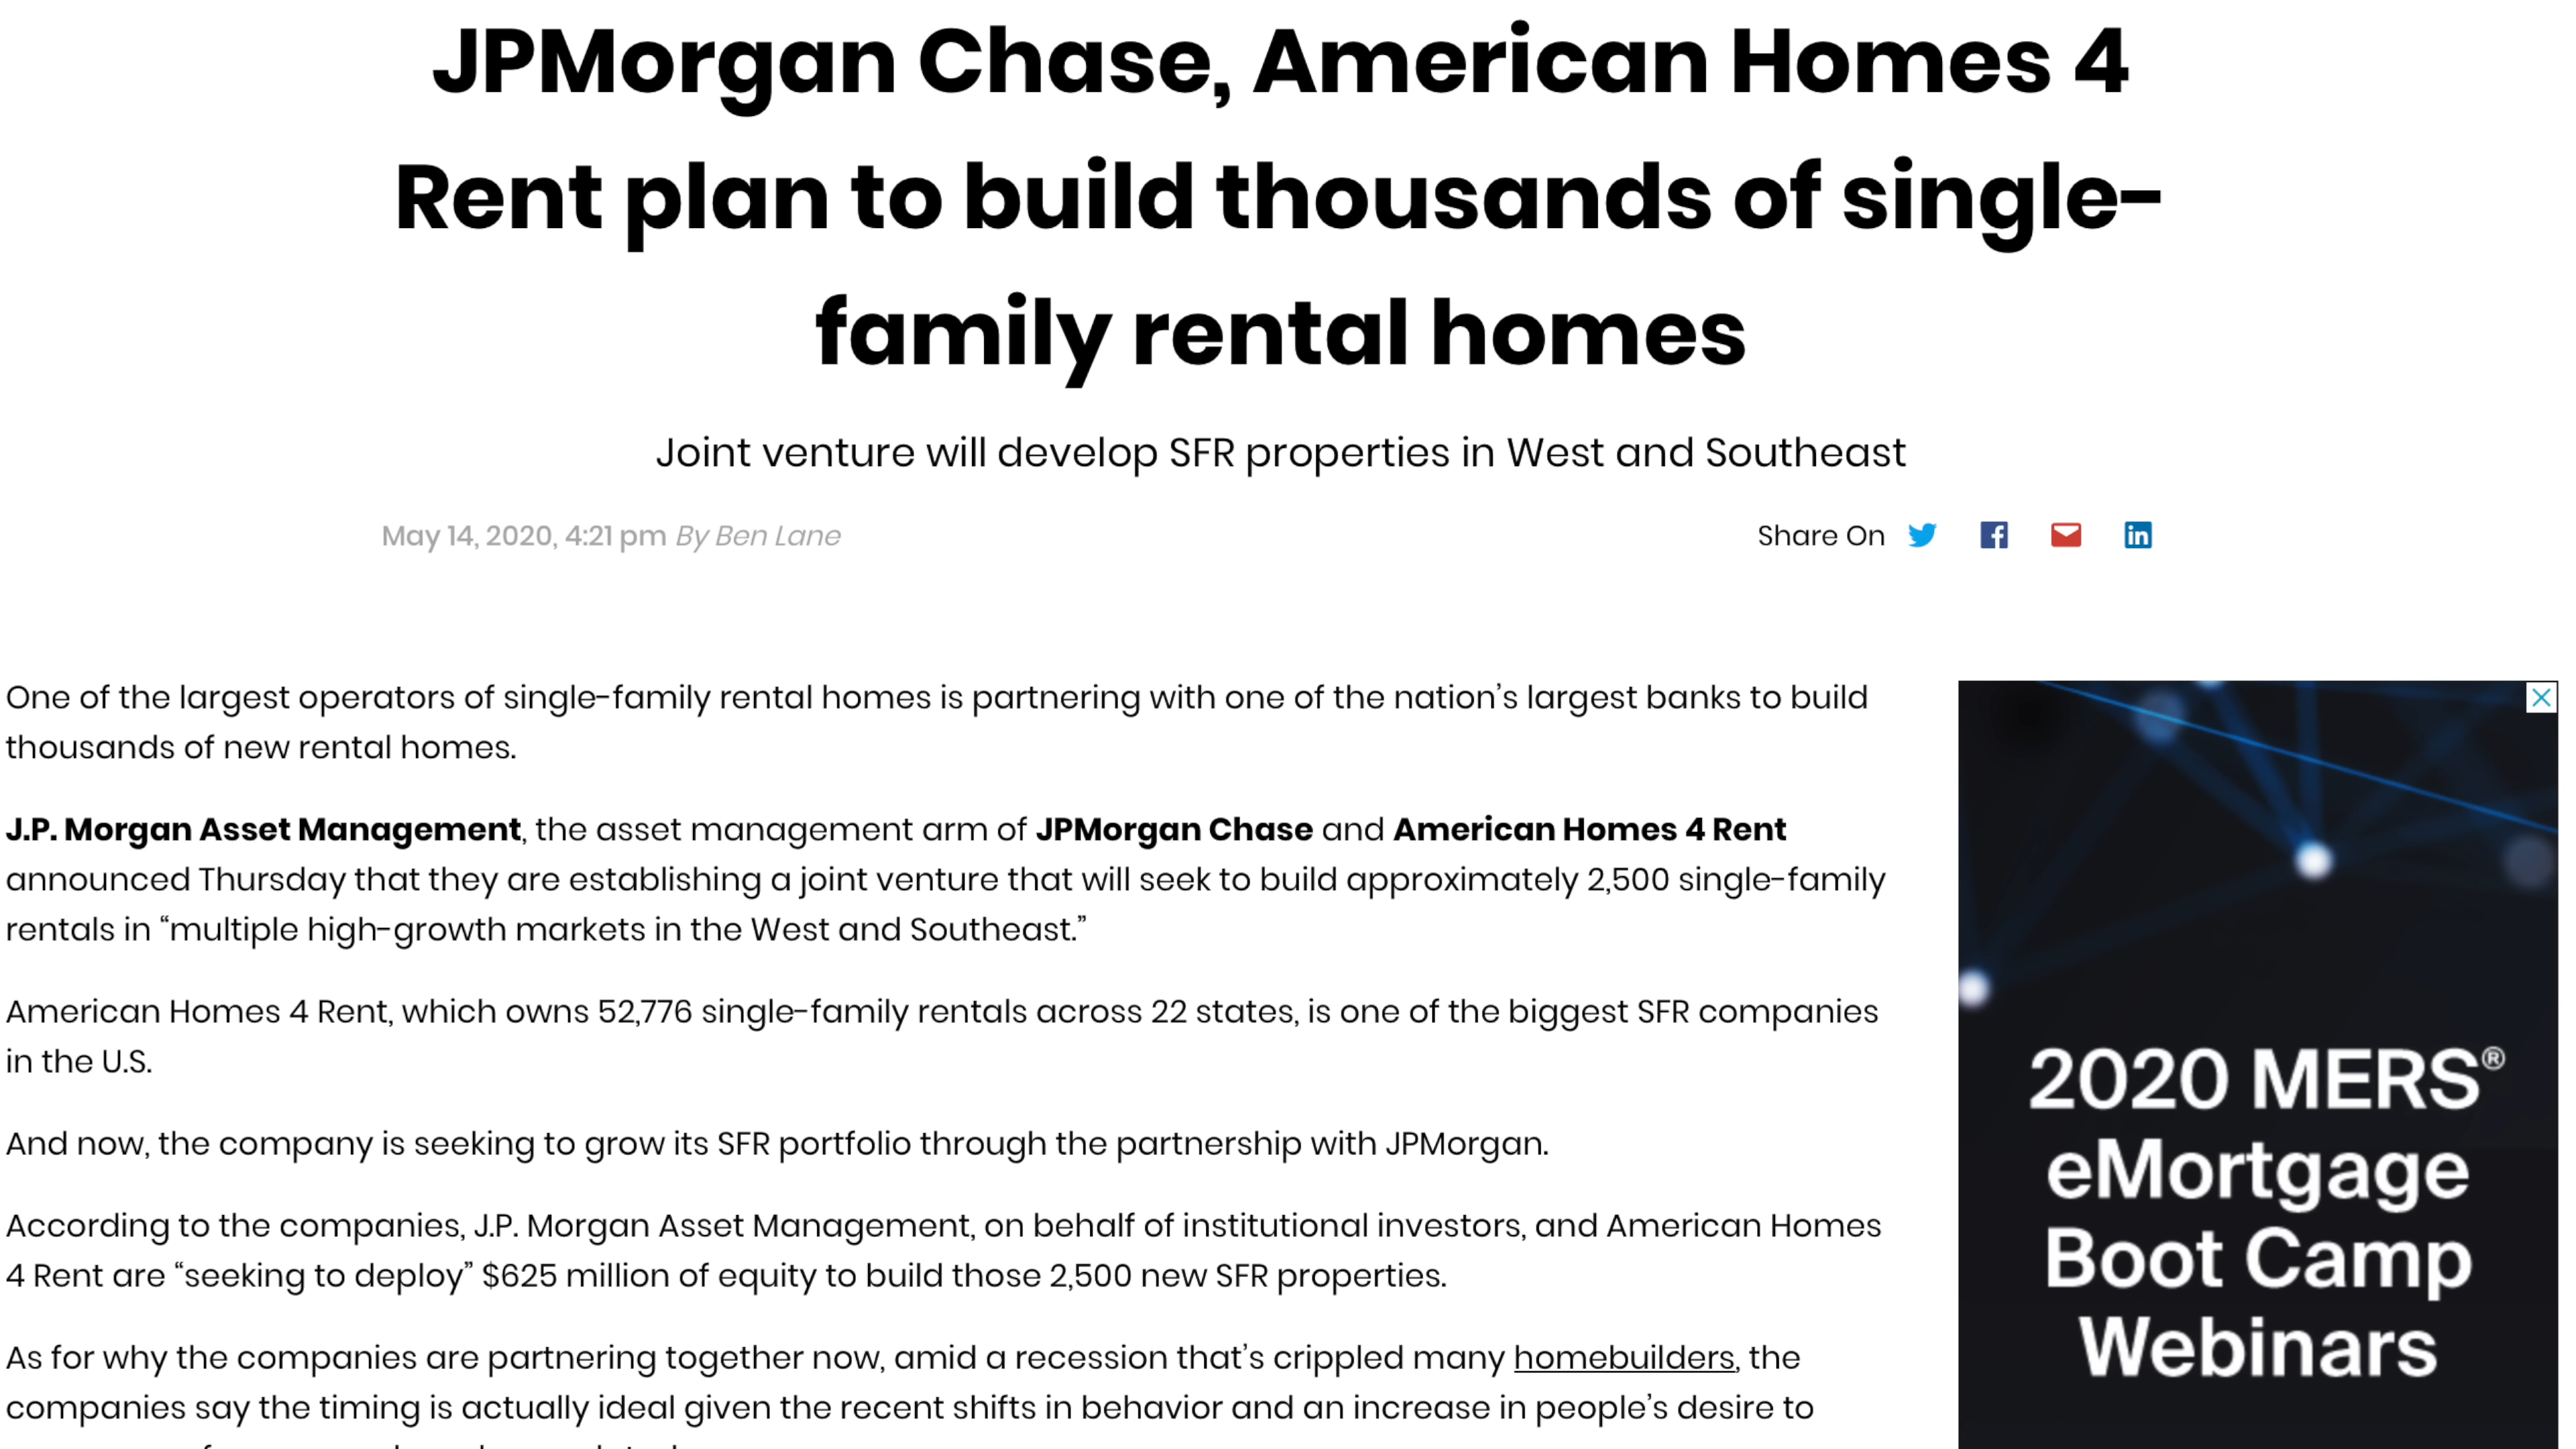 JPMorgan Chase, American Homes 4
Rent plan to build thousands of single-
family rental homes
Joint venture will develop SFR properties in West and Southeast
May 14, 2020, 4:21 pm By Ben Lane
Share On
One of the largest operators of single-family rental homes is partnering with one of the nation’s largest banks to build
thousands of new rental homes.
J.P. Morgan Asset Management, the asset management arm of JPMorgan Chase and American Homes 4 Rent
announced Thursday that they are establishing a joint venture that will seek to build approximately 2,500 single-family
rentals in “multiple high-growth markets in the West and Southeast.”
American Homes 4 Rent, which owns 52,776 single-family rentals across 22 states, is one of the biggest SFR companies
in the U.S.
And now, the company is seeking to grow its SFR portfolio through the partnership with JPMorgan.
According to the companies, J.P. Morgan Asset Management, on behalf of institutional investors, and American Homes
4 Rent are “seeking to deploy” $625 million of equity to build those 2,500 new SFR properties.
As for why the companies are partnering together now, amid a recession that’s crippled many homebuilders, the
companies say the timing is actually ideal given the recent shifts in behavior and an increase in people’s desire to
2020 MERS®
eMortgage
Boot Camp
Webinars